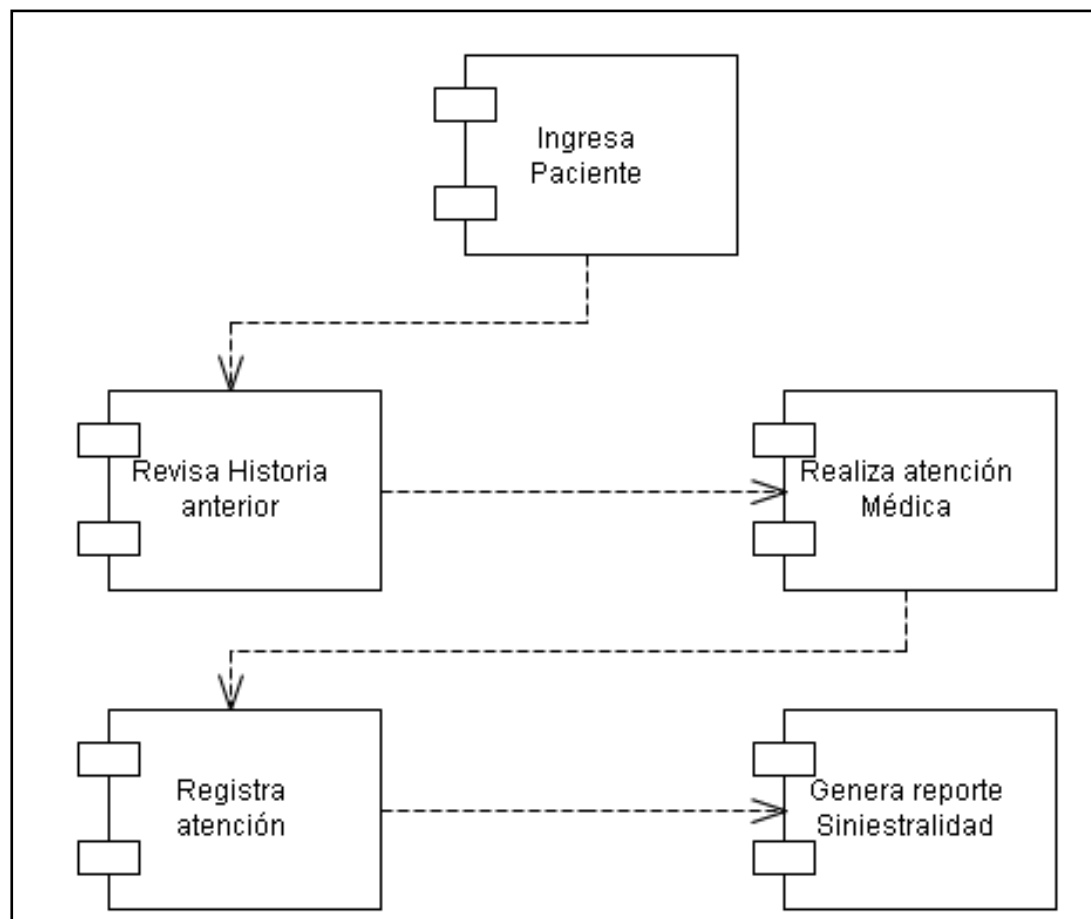 Ingresa
Paciente
Revisa Historia
anterior
Realiza atención
Médica
Registra
atención
Genera reporte
Siniestralidad